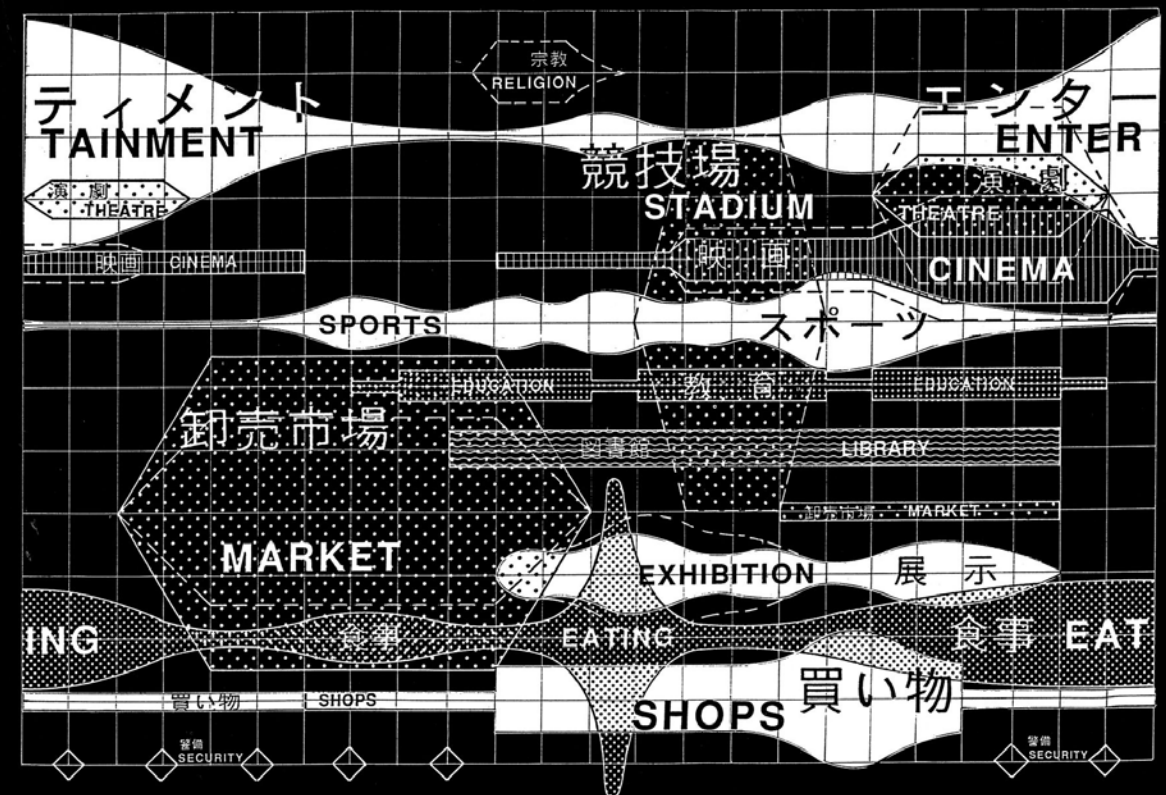 宗教
RELIGION
ティメント
TAINMENT
エンター
ENTER
競技場
STADIUM
演劇
THEATRE
演劇
THEATRE
映画 CINEMA
映画
CINEMA
SPORTS
スポーツ
EDUCATION
教育
EDUCATION
卸売市場
MARKET
図書館
LIBRARY
卸売市場 MARKET
EXHIBITION
展示
ING
食事
EATING
食事
EAT
買い物 SHOPS
SHOPS
買い物
警備
SECURITY
警備
SECURITY